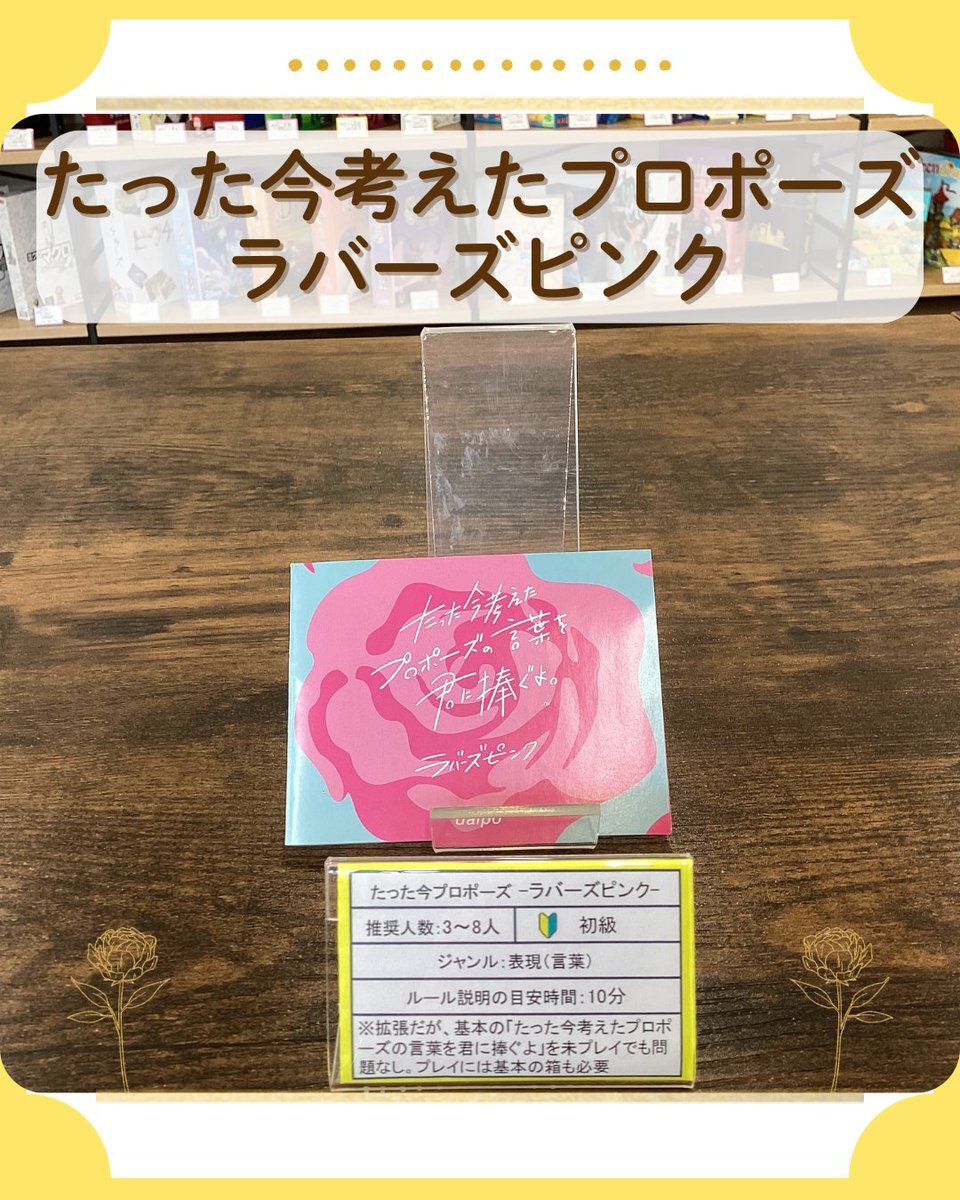 たった今考えたプロポーズ
ラバーズピンク
たった今考えた
プロポーズの言葉を
君に捧ぐよ。
ラバーズピンク
たった今プロポーズ -ラバーズピンク-
推奨人数:3〜8人
初級
ジャンル:表現(言葉)
ルール説明の目安時間:10分
※拡張だが、基本の「たった今考えたプロポ
ーズの言葉を君に捧ぐよ」を未プレイでも問
題なし。プレイには基本の箱も必要